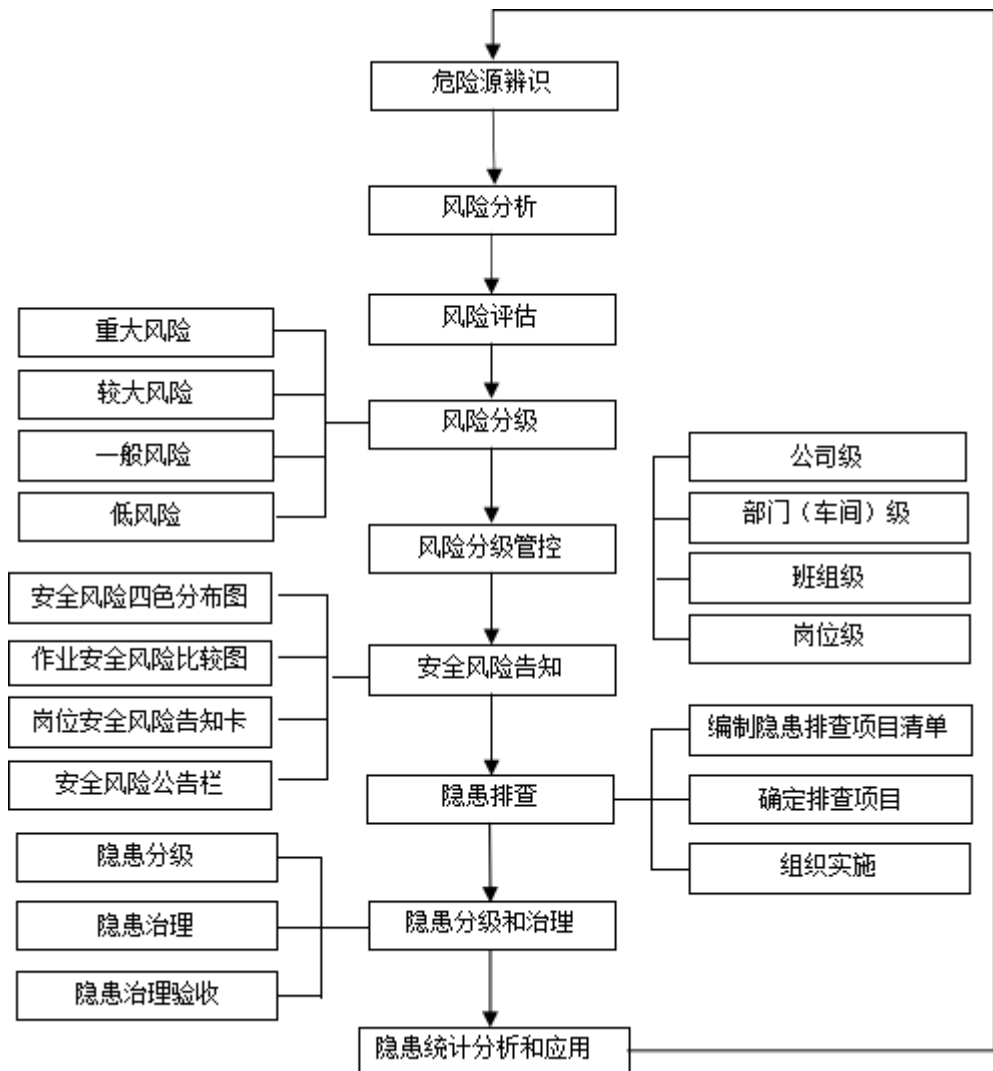 危险源辨识
风险分析
风险评估
重大风险
较大风险
风险分级
一般风险
低风险
公司级
部门（车间）级
班组级
岗位级
风险分级管控
安全风险四色分布图
作业安全风险比较图
安全风险告知
岗位安全风险告知卡
安全风险公告栏
编制隐患排查项目清单
隐患排查
确定排查项目
组织实施
隐患分级
隐患治理
隐患分级和治理
隐患治理验收
隐患统计分析和应用